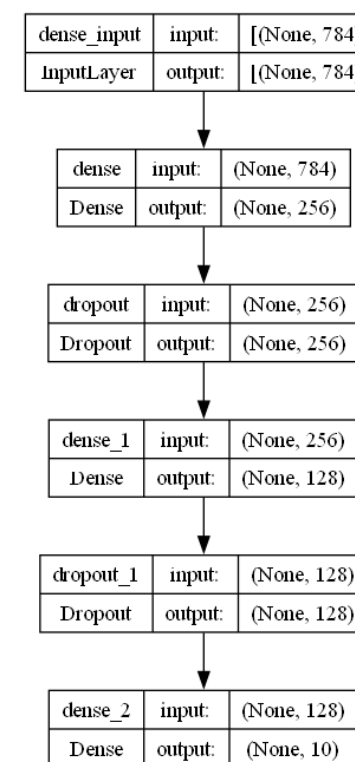 dense_input input: [(None, 784
InputLayer output: [(None, 784
dense input: (None, 784)
Dense output: (None, 256)
dropout input: (None, 256)
Dropout output: (None, 256)
dense_1 input: (None, 256)
Dense output: (None, 128)
dropout_1 input: (None, 128)
Dropout output: (None, 128)
dense_2 input: (None, 128)
Dense output: (None, 10)